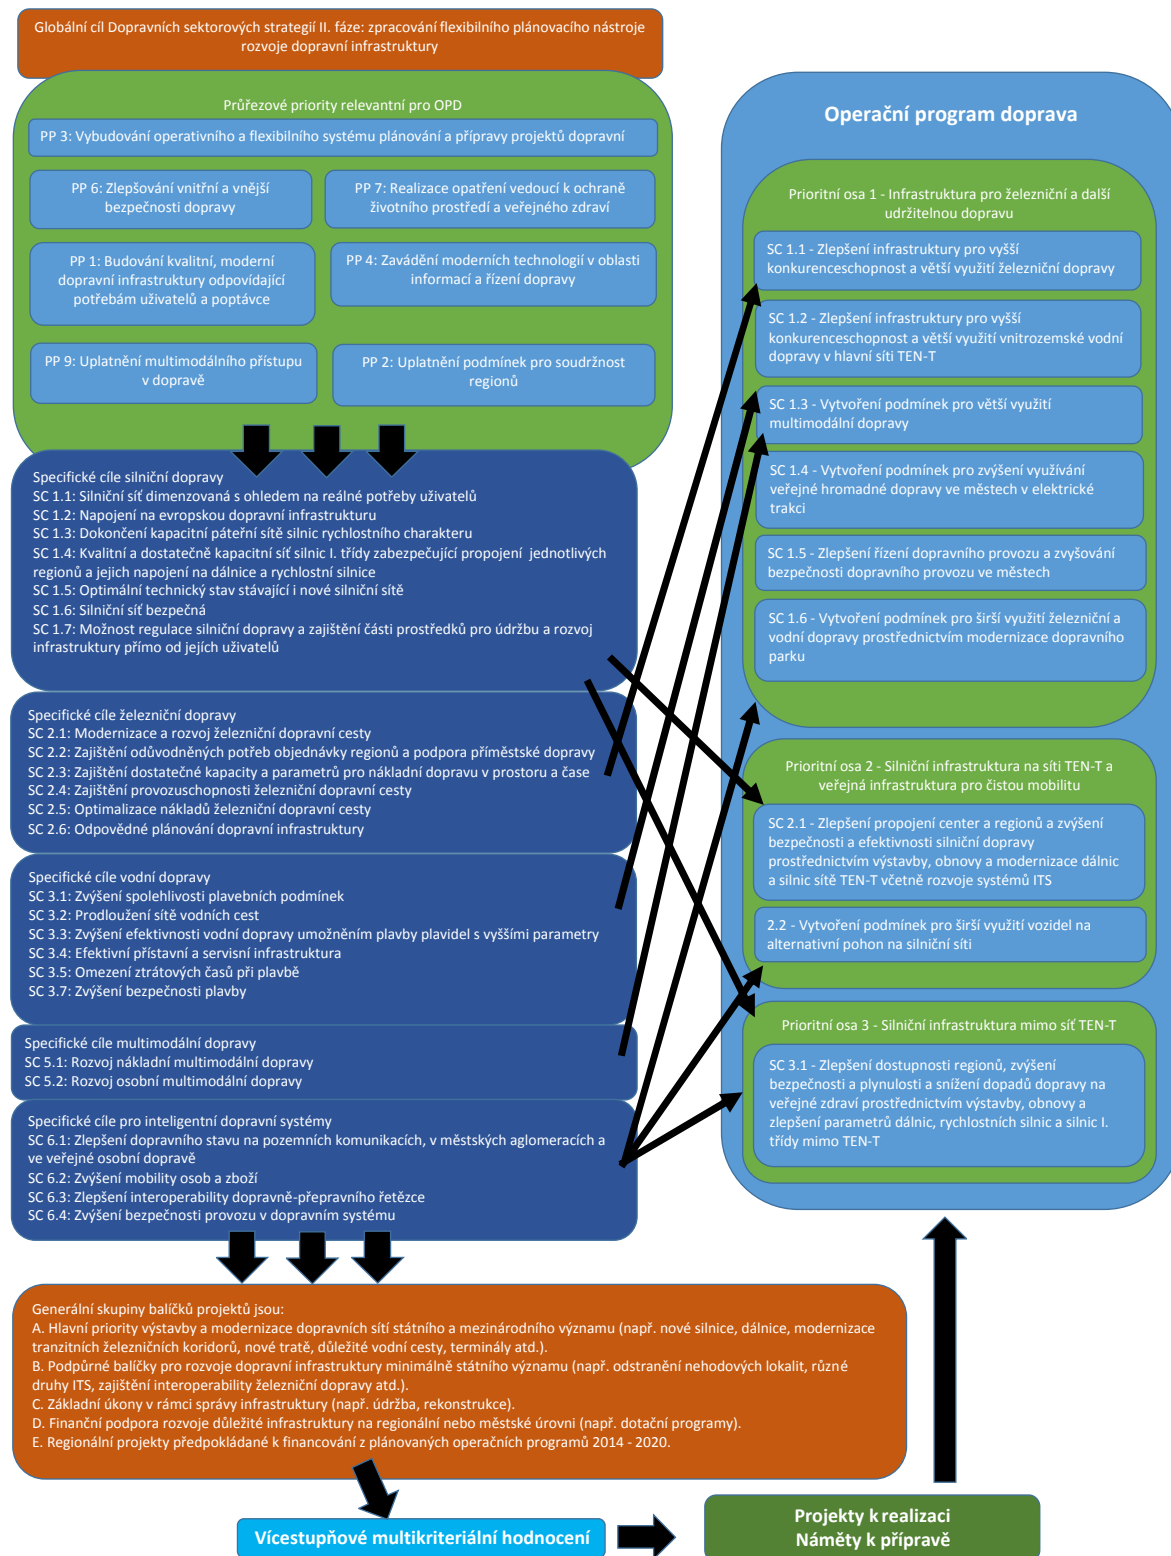 Globální cíl Dopravních sektorových strategií II. fáze: zpracování flexibilního plánovacího nástroje
rozvoje dopravní infrastruktury
Průřezové priority relevantní pro OPD
PP 3: Vybudování operativního a flexibilního systému plánování a přípravy projektů dopravní
PP 6: Zlepšování vnitřní a vnější
bezpečnosti dopravy
PP 7: Realizace opatření vedoucí k ochraně
životního prostředí a veřejného zdraví
PP 1: Budování kvalitní, moderní
dopravní infrastruktury odpovídající
potřebám uživatelů a poptávce
PP 4: Zavádění moderních technologií v oblasti
informací a řízení dopravy
PP 9: Uplatnění multimodálního přístupu
v dopravě
PP 2: Uplatnění podmínek pro soudržnost
regionů
Specifické cíle silniční dopravy
SC 1.1: Silniční síť dimenzovaná s ohledem na reálné potřeby uživatelů
SC 1.2: Napojení na evropskou dopravní infrastrukturu
SC 1.3: Dokončení kapacitní páteřní sítě silnic rychlostního charakteru
SC 1.4: Kvalitní a dostatečně kapacitní síť silnic I. třídy zabezpečující propojení jednotlivých
regionů a jejich napojení na dálnice a rychlostní silnice
SC 1.5: Optimální technický stav stávající i nové silniční sítě
SC 1.6: Silniční síť bezpečná
SC 1.7: Možnost regulace silniční dopravy a zajištění části prostředků pro údržbu a rozvoj
infrastruktury přímo od jejích uživatelů
Specifické cíle železniční dopravy
SC 2.1: Modernizace a rozvoj železniční dopravní cesty
SC 2.2: Zajištění odůvodněných potřeb objednávky regionů a podpora příměstské dopravy
SC 2.3: Zajištění dostatečné kapacity a parametrů pro nákladní dopravu v prostoru a čase
SC 2.4: Zajištění provozuschopnosti železniční dopravní cesty
SC 2.5: Optimalizace nákladů železniční dopravní cesty
SC 2.6: Odpovědné plánování dopravní infrastruktury
Specifické cíle vodní dopravy
SC 3.1: Zvýšení spolehlivosti plavebních podmínek
SC 3.2: Prodloužení sítě vodních cest
SC 3.3: Zvýšení efektivnosti vodní dopravy umožněním plavby plavidel s vyššími parametry
SC 3.4: Efektivní přístavní a servisní infrastruktura
SC 3.5: Omezení ztrátových časů při plavbě
SC 3.7: Zvýšení bezpečnosti plavby
Specifické cíle multimodální dopravy
SC 5.1: Rozvoj nákladní multimodální dopravy
SC 5.2: Rozvoj osobní multimodální dopravy
Specifické cíle pro inteligentní dopravní systémy
SC 6.1: Zlepšení dopravního stavu na pozemních komunikacích, v městských aglomeracích a
ve veřejné osobní dopravě
SC 6.2: Zvýšení mobility osob a zboží
SC 6.3: Zlepšení interoperability dopravně-přepravního řetězce
SC 6.4: Zvýšení bezpečnosti provozu v dopravním systému
Operační program doprava
Prioritní osa 1 - Infrastruktura pro železniční a další
udržitelnou dopravu
SC 1.1 - Zlepšení infrastruktury pro vyšší
konkurenceschopnost a větší využití železniční dopravy
SC 1.2 - Zlepšení infrastruktury pro vyšší
konkurenceschopnost a větší využití vnitrozemské vodní
dopravy v hlavní síti TEN-T
SC 1.3 - Vytvoření podmínek pro větší využití
multimodální dopravy
SC 1.4 - Vytvoření podmínek pro zvýšení využívání
veřejné hromadné dopravy ve městech v elektrické
trakci
SC 1.5 - Zlepšení řízení dopravního provozu a zvyšování
bezpečnosti dopravního provozu ve městech
SC 1.6 - Vytvoření podmínek pro širší využití železniční a
vodní dopravy prostřednictvím modernizace dopravního
parku
Prioritní osa 2 - Silniční infrastruktura na síti TEN-T a
veřejná infrastruktura pro čistou mobilitu
SC 2.1 - Zlepšení propojení center a regionů a zvýšení
bezpečnosti a efektivnosti silniční dopravy
prostřednictvím výstavby, obnovy a modernizace dálnic
a silnic sítě TEN-T včetně rozvoje systémů ITS
2.2 - Vytvoření podmínek pro širší využití vozidel na
alternativní pohon na silniční síti
Prioritní osa 3 - Silniční infrastruktura mimo síť TEN-T
SC 3.1 - Zlepšení dostupnosti regionů, zvýšení
bezpečnosti a plynulosti a snížení dopadů dopravy na
veřejné zdraví prostřednictvím výstavby, obnovy a
zlepšení parametrů dálnic, rychlostních silnic a silnic I.
třídy mimo TEN-T
Generální skupiny balíčků projektů jsou:
A. Hlavní priority výstavby a modernizace dopravních sítí státního a mezinárodního významu (např. nové silnice, dálnice, modernizace
tranzitních železničních koridorů, nové tratě, důležité vodní cesty, terminály atd.).
B. Podpůrné balíčky pro rozvoje dopravní infrastruktury minimálně státního významu (např. odstranění nehodových lokalit, různé
druhy ITS, zajištění interoperability železniční dopravy atd.).
C. Základní úkony v rámci správy infrastruktury (např. údržba, rekonstrukce).
D. Finanční podpora rozvoje důležité infrastruktury na regionální nebo městské úrovni (např. dotační programy).
E. Regionální projekty předpokládané k financování z plánovaných operačních programů 2014 - 2020.
Vícestupňové multikriteriální hodnocení
Projekty k realizaci
Náměty k přípravě